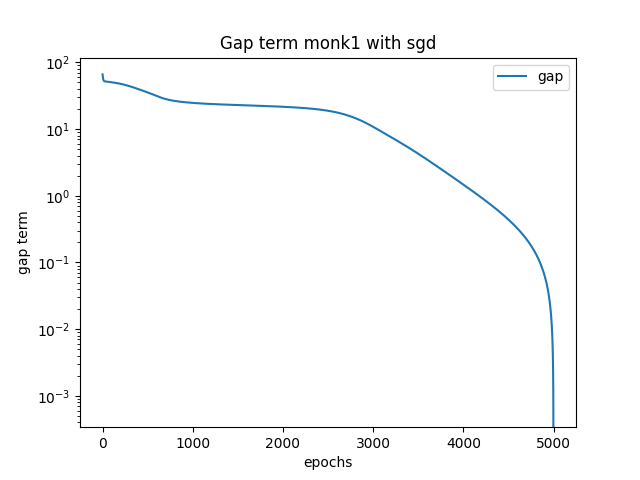 Gap term monk1 with sgd
gap
10²
10¹
10⁰
10⁻¹
10⁻²
10⁻³
gap term
0 1000 2000 3000 4000 5000
epochs